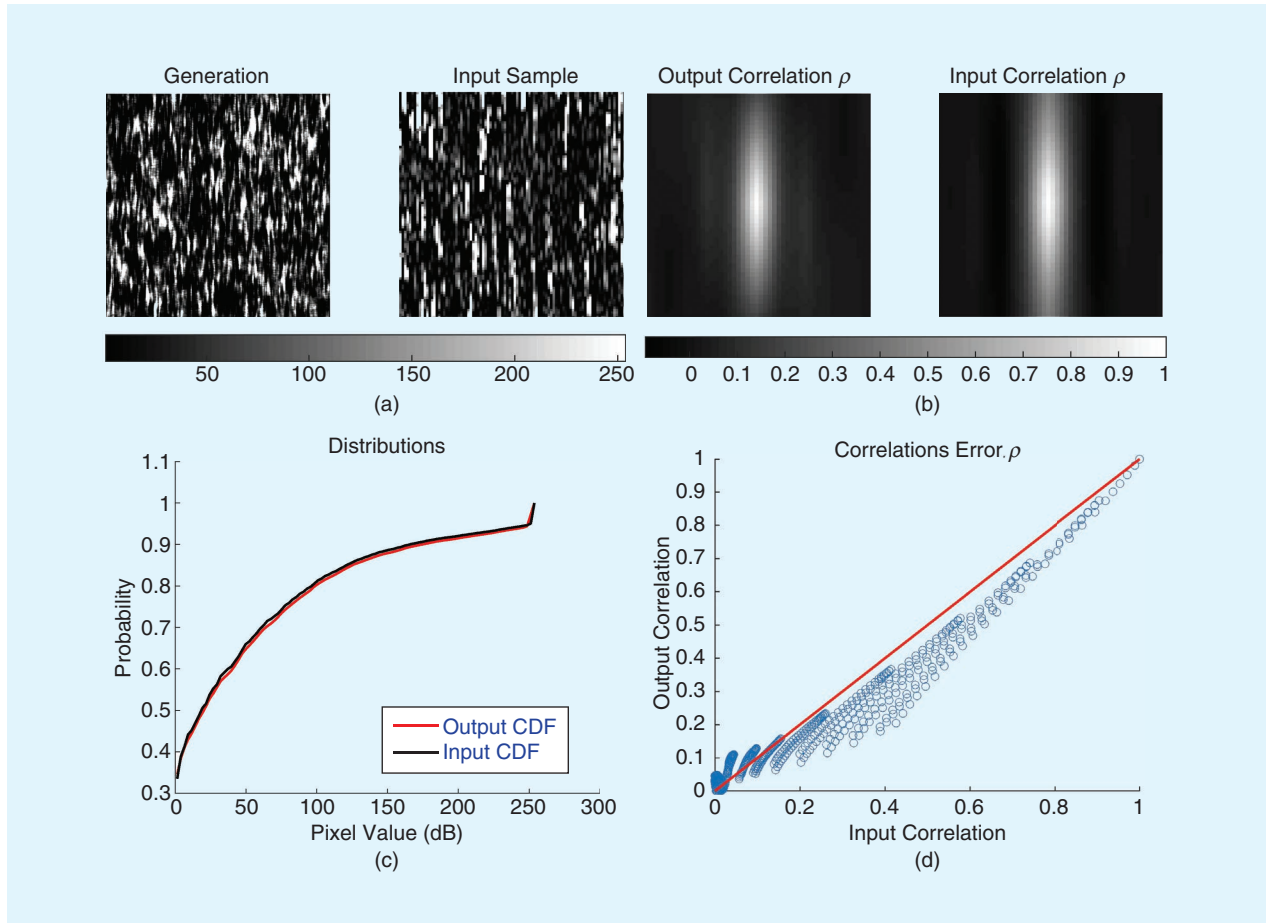 Generation
Input Sample
Output Correlation ρ
Input Correlation ρ
50 100 150 200 250
(a)
0 0.1 0.2 0.3 0.4 0.5 0.6 0.7 0.8 0.9 1
(b)
Distributions
1.1
1
0.9
0.8
0.7
0.6
0.5
0.4
0.3
Probability
Output CDF
Input CDF
0 50 100 150 200 250 300
Pixel Value (dB)
(c)
Correlations Error, ρ
1
0.9
0.8
0.7
0.6
0.5
0.4
0.3
0.2
0.1
0
Output Correlation
0 0.2 0.4 0.6 0.8 1
Input Correlation
(d)